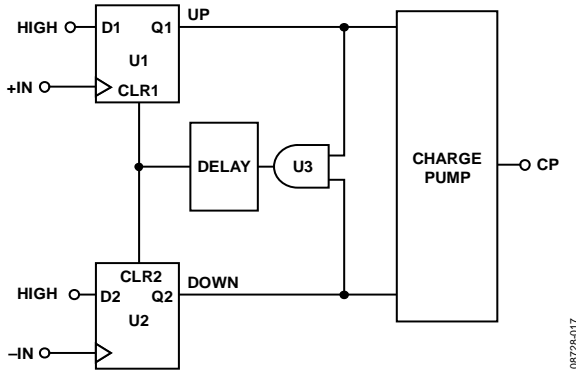 UP
HIGH
D1
Q1
U1
+IN
CLR1
DELAY
U3
CHARGE
PUMP
CP
CLR2
DOWN
HIGH
D2
Q2
U2
–IN
08728-017